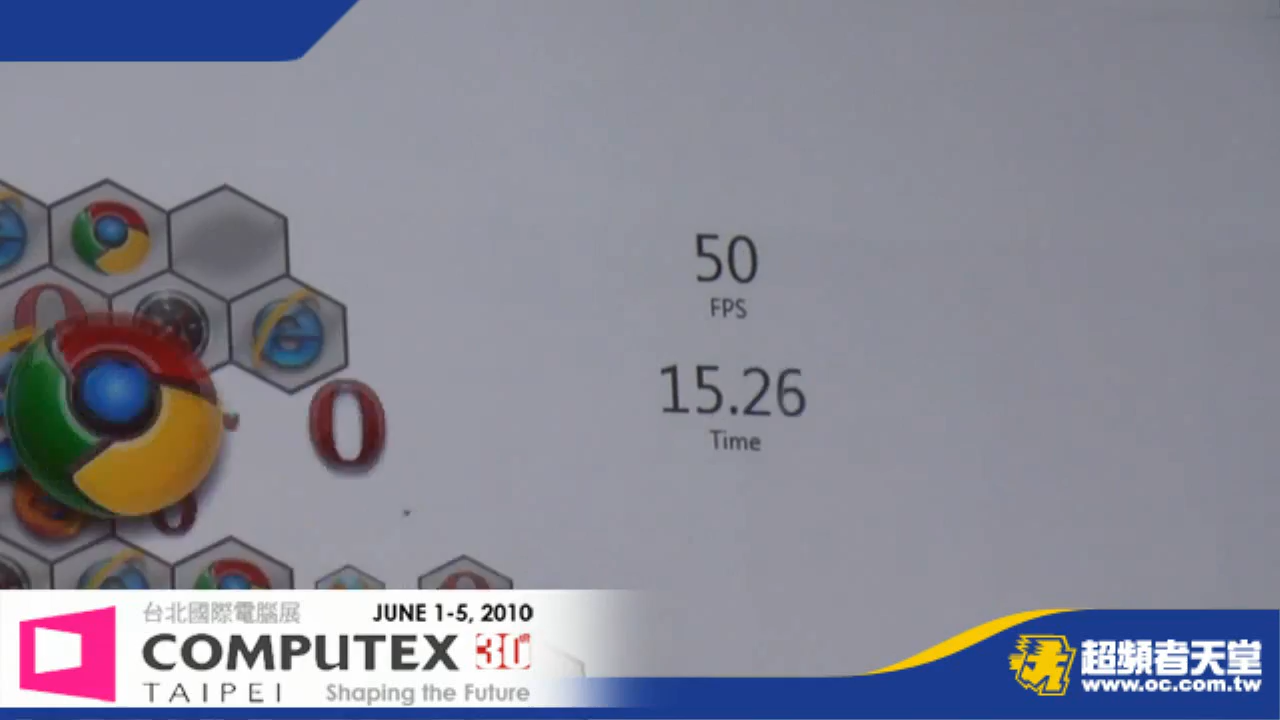 50
FPS
15.26
Time
台北國際電腦展
JUNE 1-5, 2010
COMPUTEX 30th
TAIPEI
Shaping the Future
超頻者天堂
www.oc.com.tw